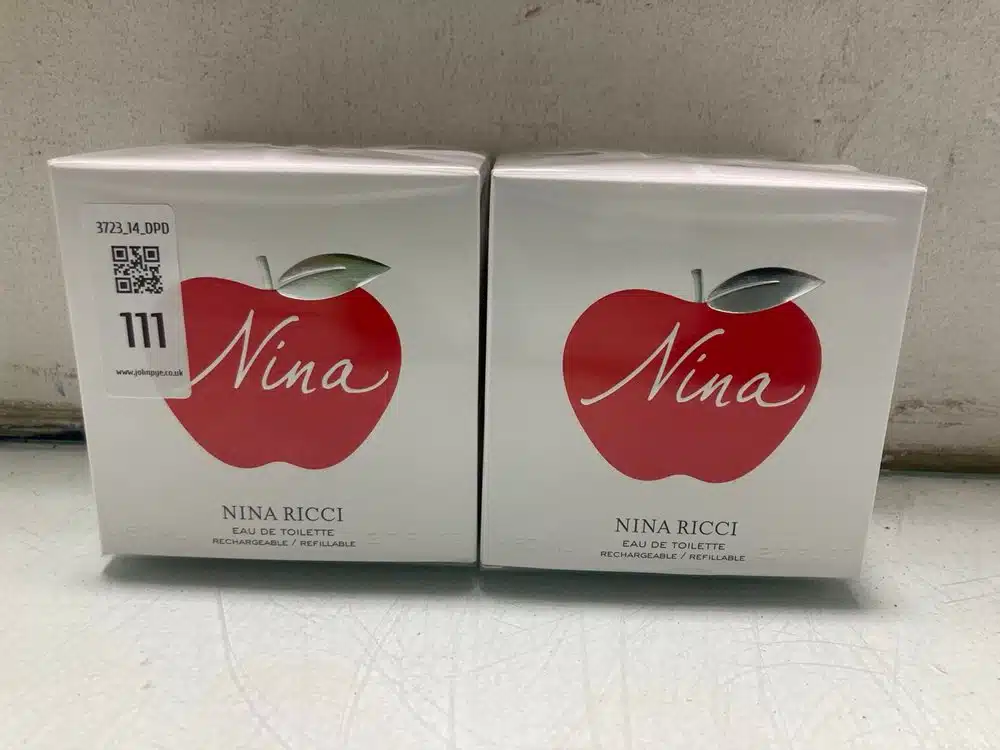 3723_14_DPD
111
www.johnpye.co.uk
Nina
NINA RICCI
EAU DE TOILETTE
RECHARGEABLE / REFILLABLE
Nina
NINA RICCI
EAU DE TOILETTE
RECHARGEABLE / REFILLABLE